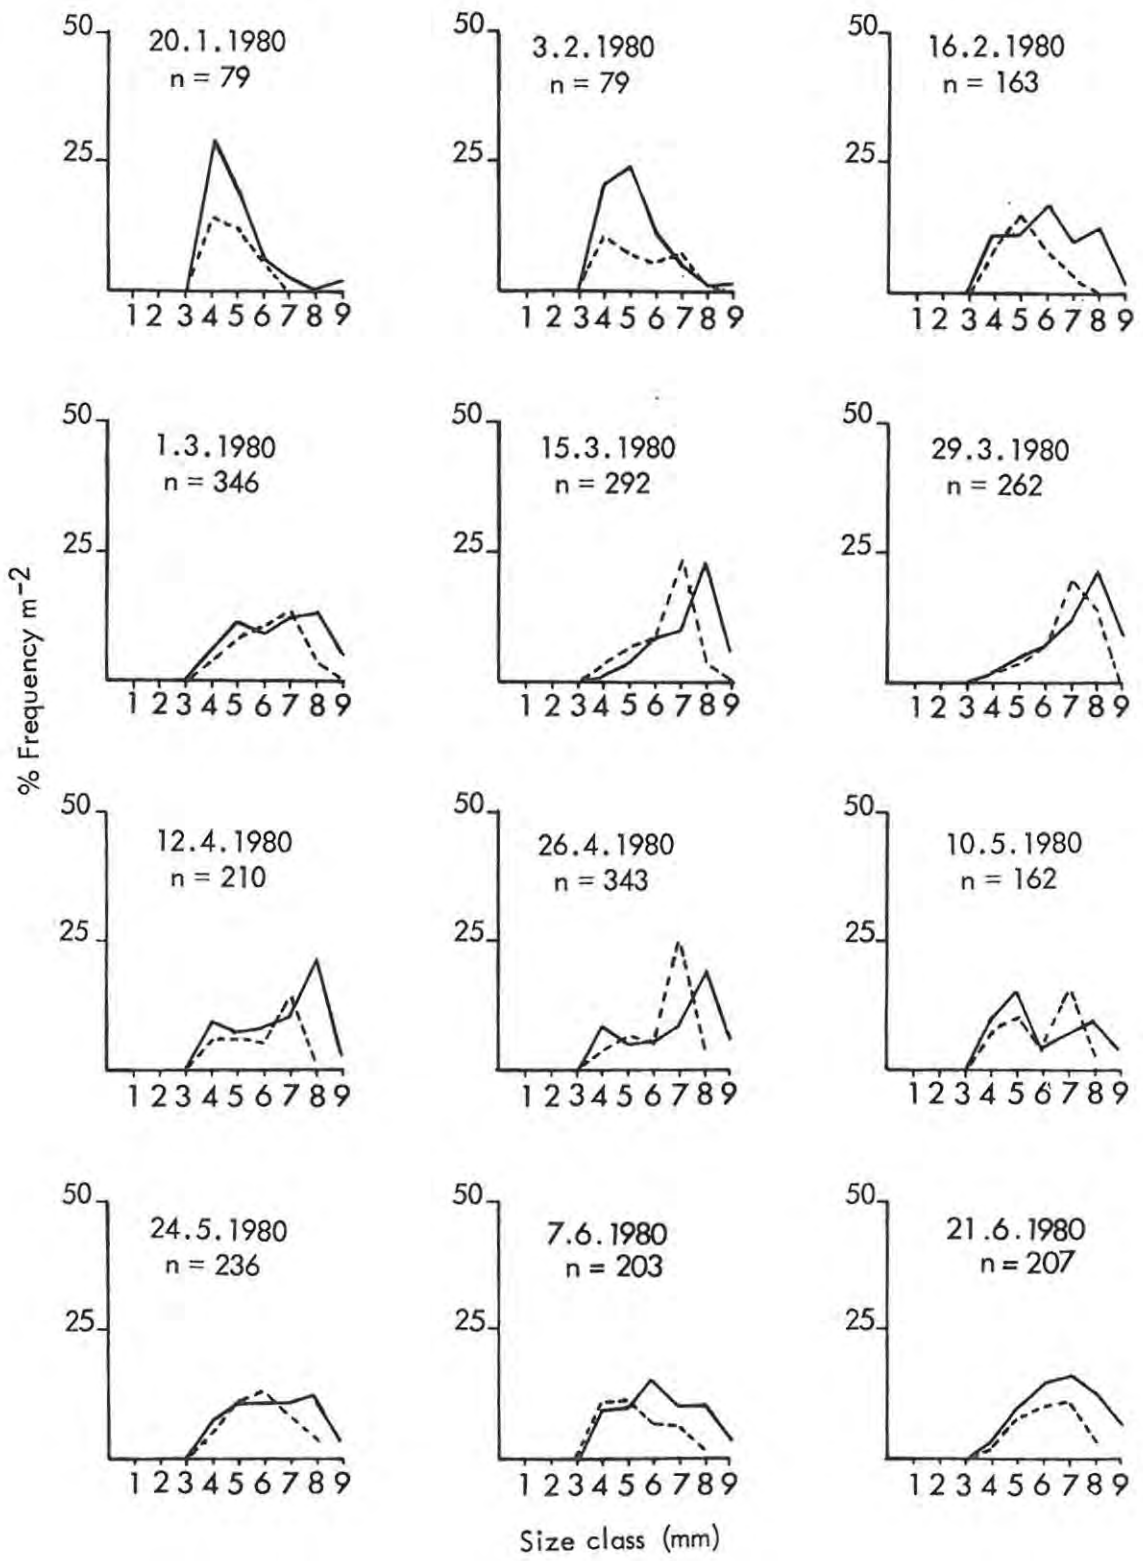 50
20.1.1980
n = 79
25
1 2 3 4 5 6 7 8 9
50
3.2.1980
n = 79
25
1 2 3 4 5 6 7 8 9
50
16.2.1980
n = 163
25
1 2 3 4 5 6 7 8 9
50
1.3.1980
n = 346
25
1 2 3 4 5 6 7 8 9
50
15.3.1980
n = 292
25
1 2 3 4 5 6 7 8 9
50
29.3.1980
n = 262
25
1 2 3 4 5 6 7 8 9
% Frequency m⁻²
50
12.4.1980
n = 210
25
1 2 3 4 5 6 7 8 9
50
26.4.1980
n = 343
25
1 2 3 4 5 6 7 8 9
50
10.5.1980
n = 162
25
1 2 3 4 5 6 7 8 9
50
24.5.1980
n = 236
25
1 2 3 4 5 6 7 8 9
50
7.6.1980
n = 203
25
1 2 3 4 5 6 7 8 9
50
21.6.1980
n = 207
25
1 2 3 4 5 6 7 8 9
Size class (mm)